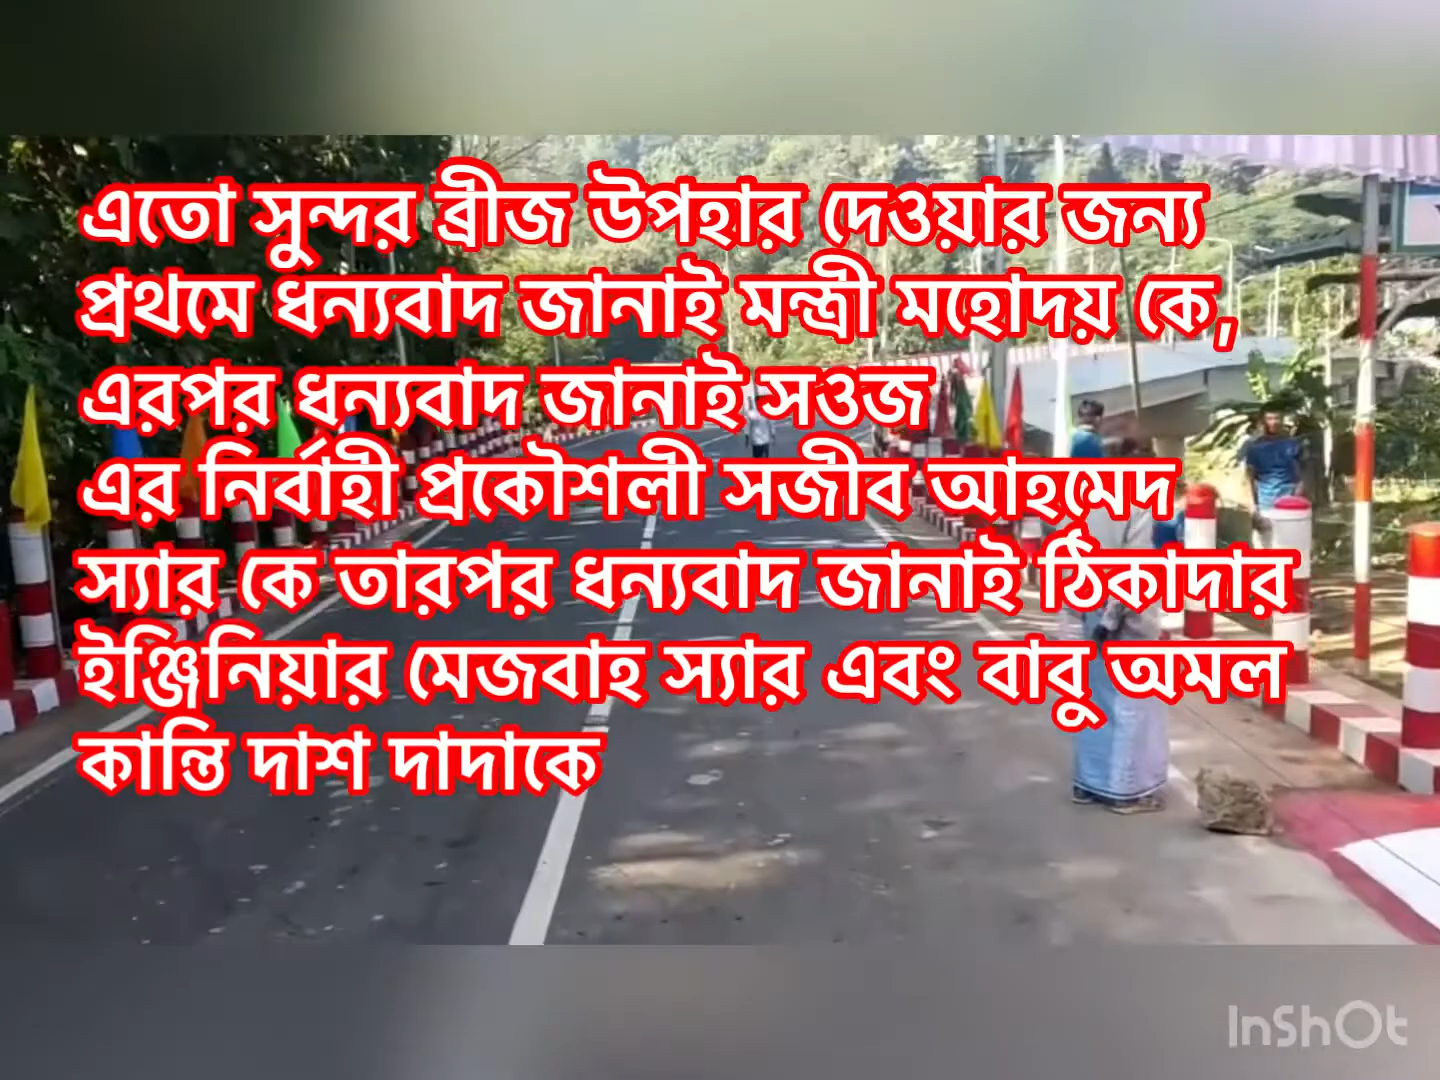 এতো সুন্দর ব্রীজ উপহার দেওয়ার জন্য
প্রথমে ধন্যবাদ জানাই মন্ত্রী মহোদয় কে,
এরপর ধন্যবাদ জানাই সওজ
এর নির্বাহী প্রকৌশলী সজীব আহমেদ
স্যার কে তারপর ধন্যবাদ জানাই ঠিকাদার
ইঞ্জিনিয়ার মেজবাহ স্যার এবং বাবু অমল
কান্তি দাশ দাদাকে
InShOt